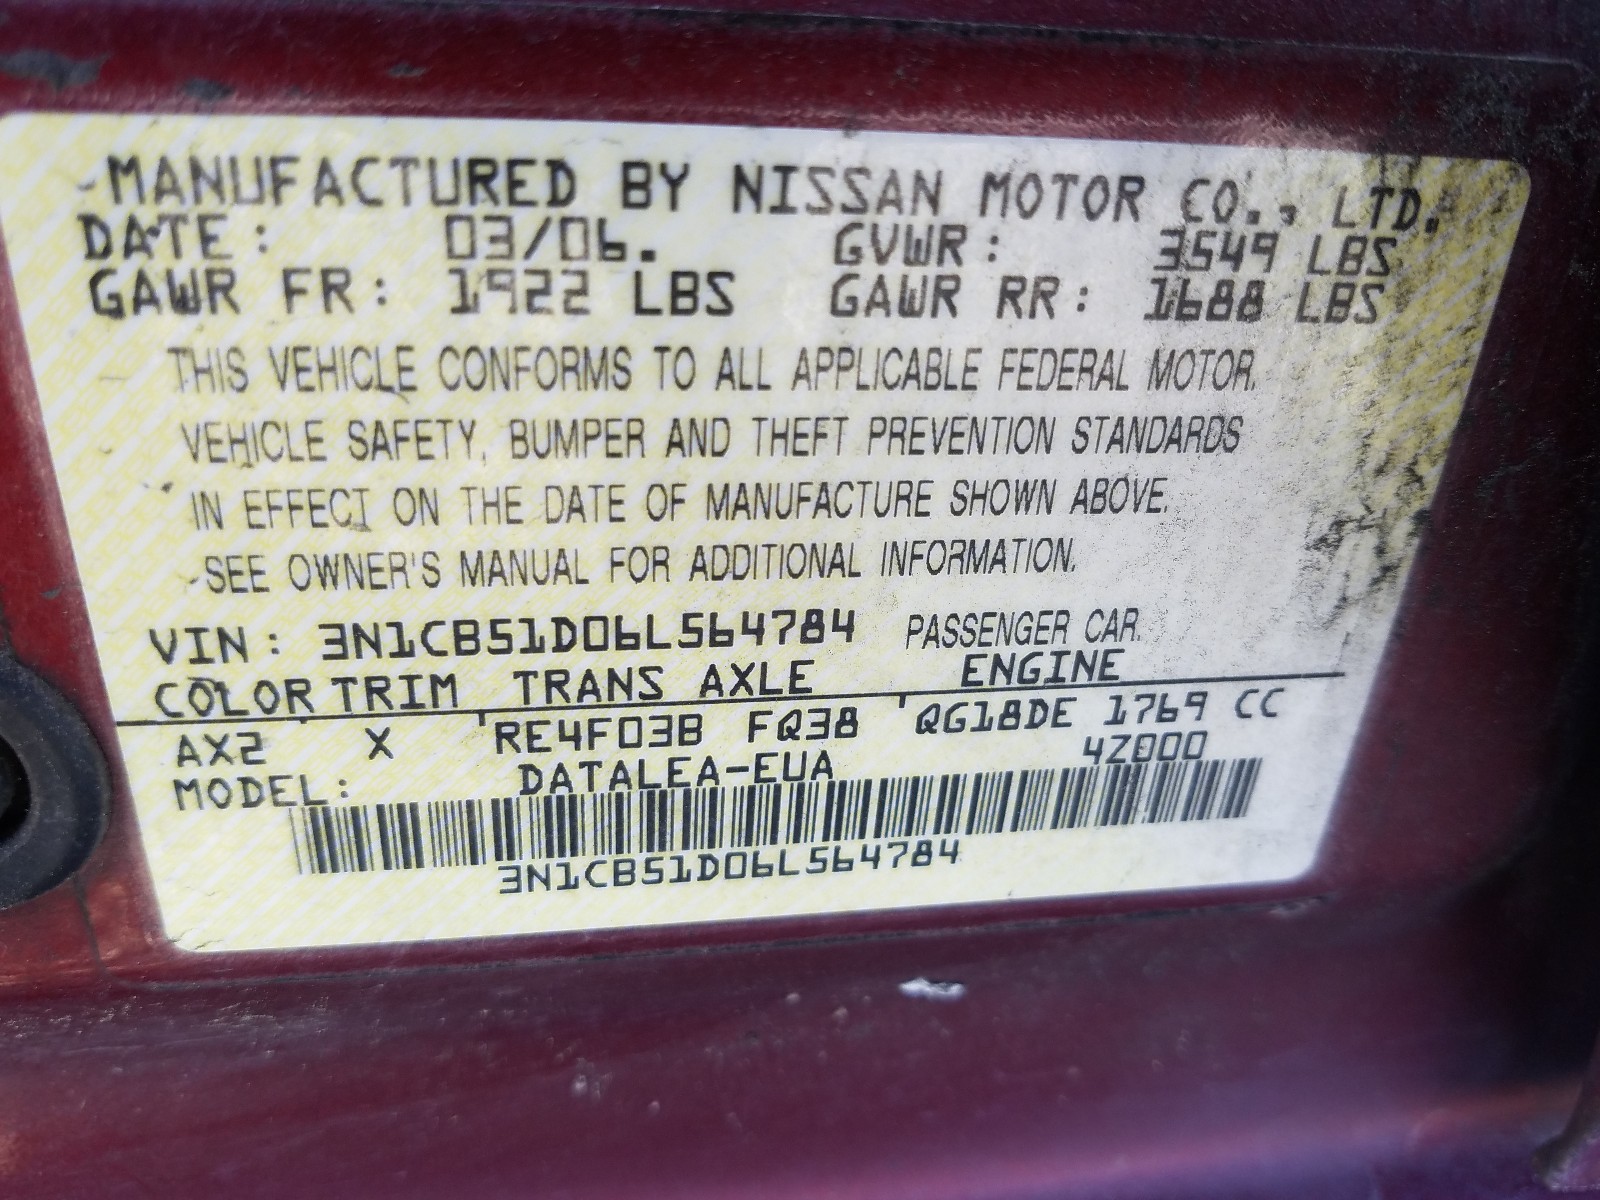 MANUFACTURED BY NISSAN MOTOR CO., LTD.
DATE: 03/06. GVWR: 3549 LBS
GAWR FR: 1922 LBS GAWR RR: 1688 LBS
THIS VEHICLE CONFORMS TO ALL APPLICABLE FEDERAL MOTOR
VEHICLE SAFETY, BUMPER AND THEFT PREVENTION STANDARDS
IN EFFECT ON THE DATE OF MANUFACTURE SHOWN ABOVE.
SEE OWNER'S MANUAL FOR ADDITIONAL INFORMATION.
VIN: 3N1CB51D06L564784 PASSENGER CAR.
COLOR TRIM TRANS AXLE ENGINE
AX2 X RE4F03B FQ38 QG18DE 1769 CC
MODEL: DATALEA-EUA 4Z000
3N1CB51D06L564784